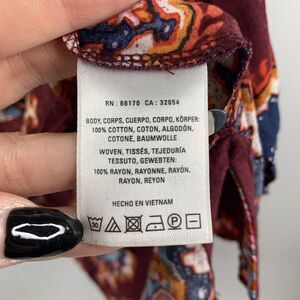 RN : 66170 CA : 32054
BODY, CORPS, CUERPO, CORPO, KÖRPER:
100% COTTON, COTON, ALGODÓN,
COTONE, BAUMWOLLE
WOVEN, TISSÉS, TEJEDURÍA
TESSUTO, GEWEBTEN:
100% RAYON, RAYONNE, RAYÓN,
RAYON, REYON
HECHO EN VIETNAM